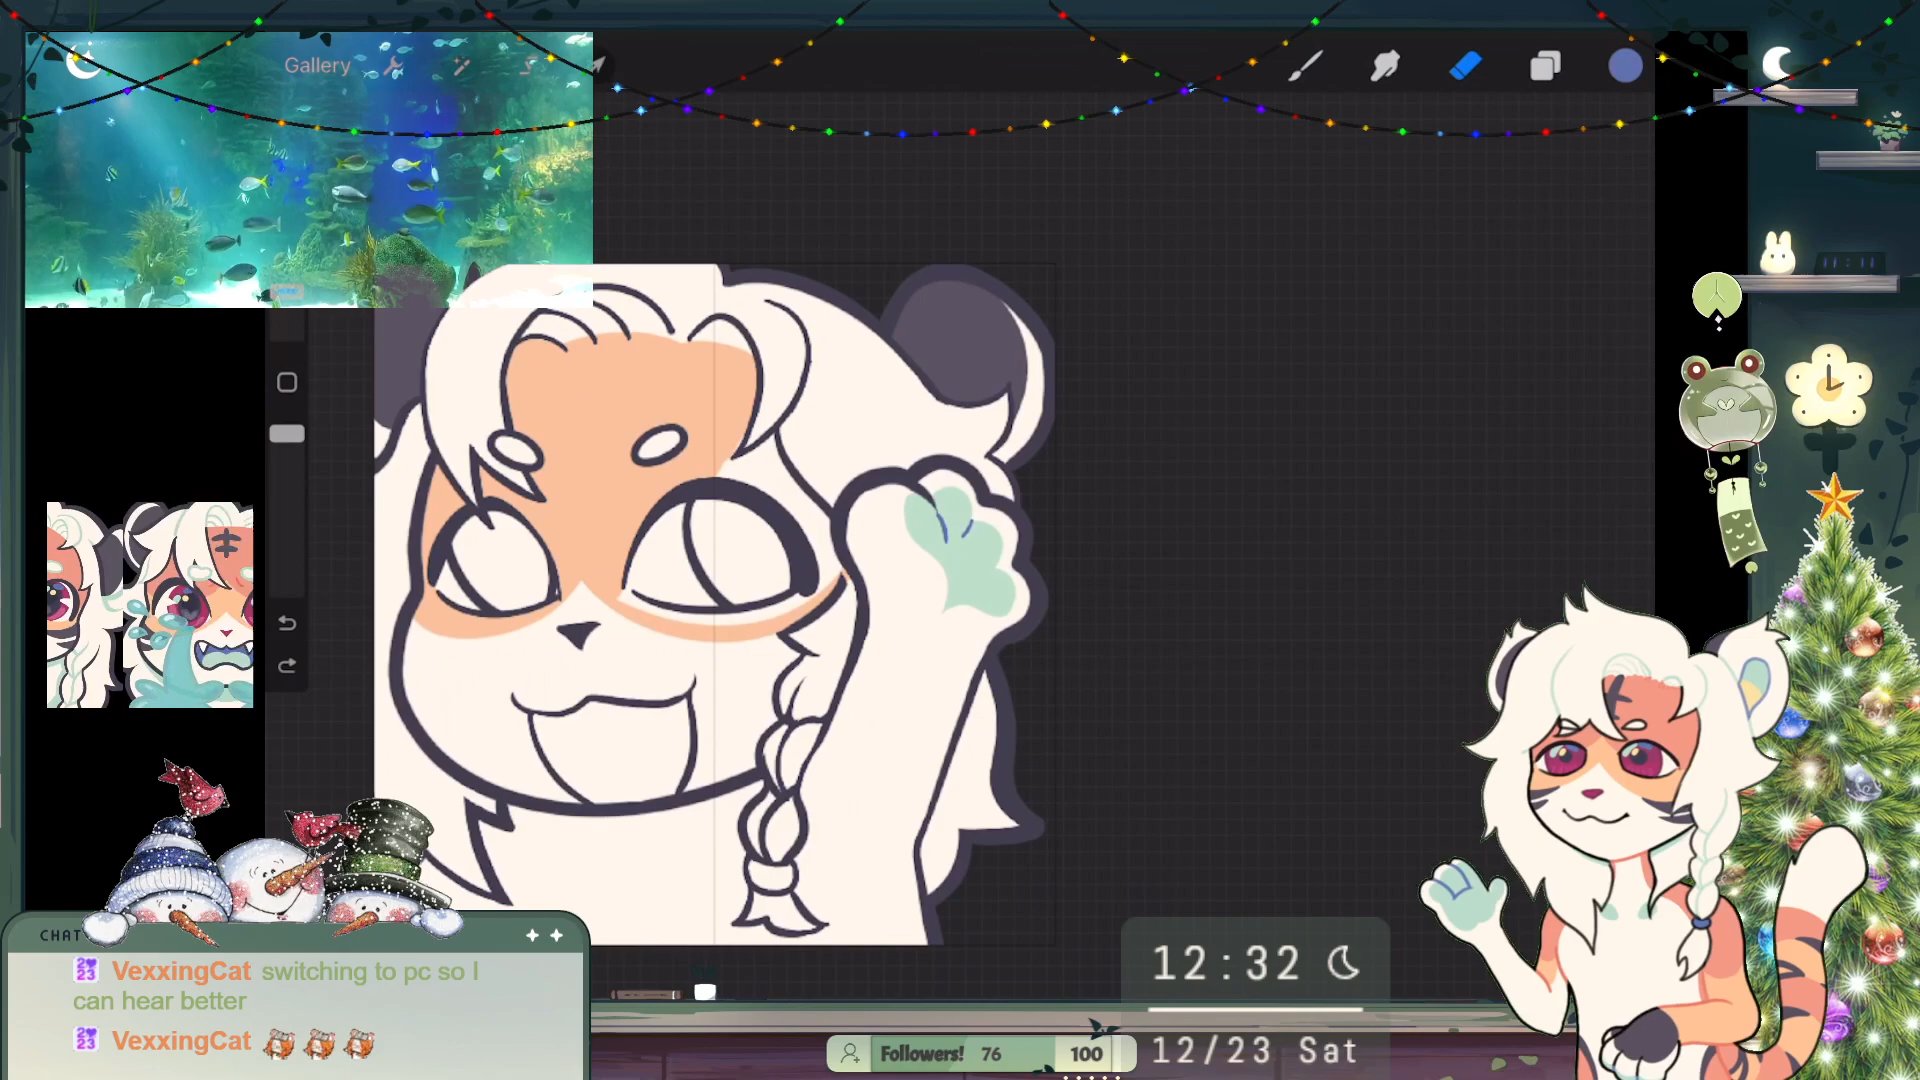 Gallery
CHAT
VexxingCat switching to pc so I
can hear better
VexxingCat
Followers! 76 100
12:32
12/23 Sat